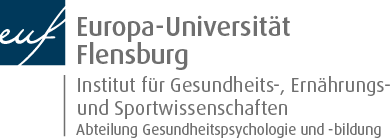 euf
Europa-Universität
Flensburg
Institut für Gesundheits-, Ernährungs-
und Sportwissenschaften
Abteilung Gesundheitspsychologie und -bildung